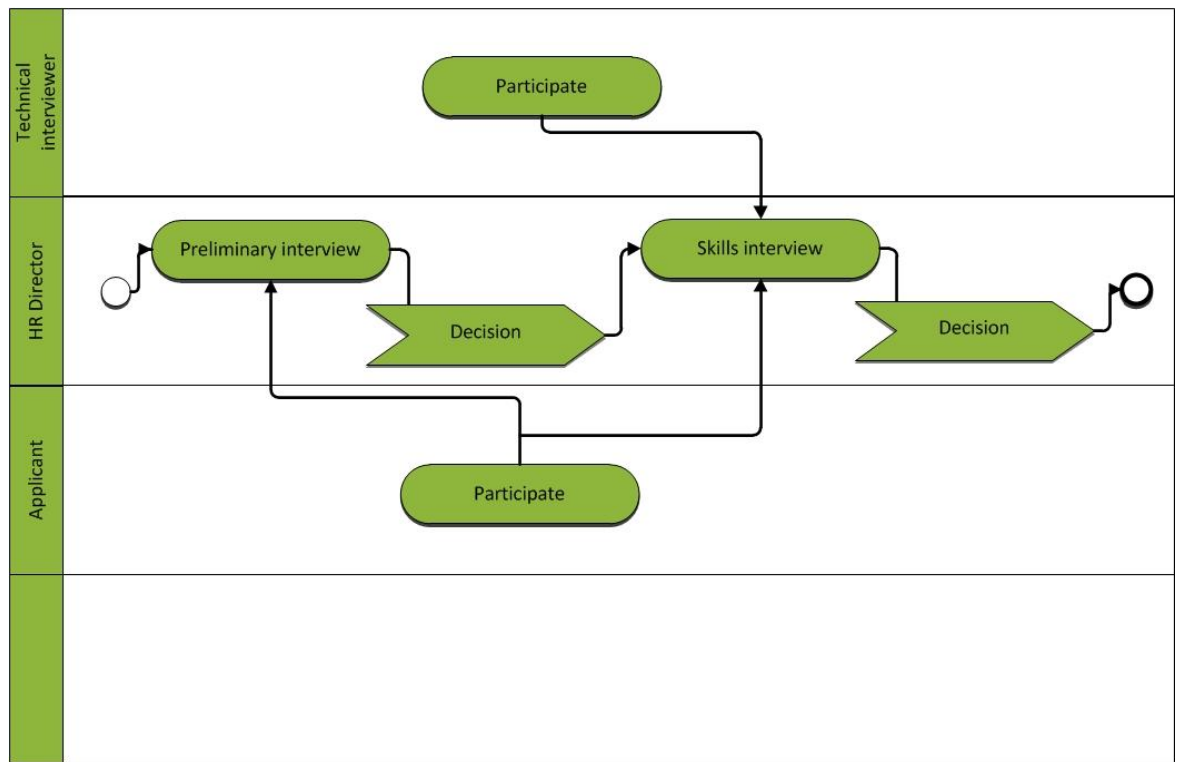 Technical
interviewer
Participate
HR Director
Preliminary interview
Skills interview
Decision
Decision
Applicant
Participate